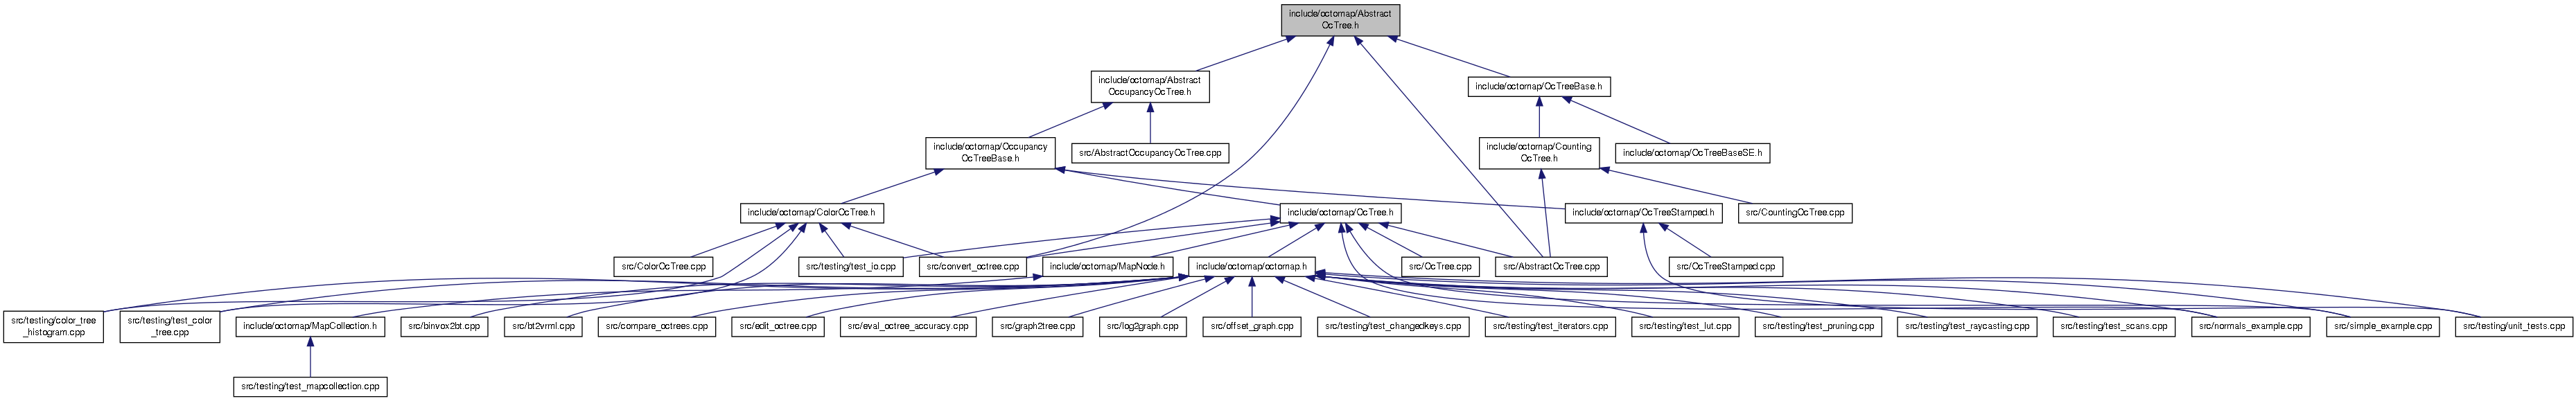 include/octomap/Abstract
OcTree.h
include/octomap/Abstract
OccupancyOcTree.h
include/octomap/OcTreeBase.h
include/octomap/Occupancy
OcTreeBase.h
src/AbstractOccupancyOcTree.cpp
include/octomap/Counting
OcTree.h
include/octomap/OcTreeBaseSE.h
include/octomap/ColorOcTree.h
include/octomap/OcTree.h
include/octomap/OcTreeStamped.h
src/CountingOcTree.cpp
src/ColorOcTree.cpp
src/testing/test_io.cpp
src/convert_octree.cpp
include/octomap/MapNode.h
include/octomap/octomap.h
src/OcTree.cpp
src/AbstractOcTree.cpp
src/OcTreeStamped.cpp
src/testing/color_tree
_histogram.cpp
src/testing/test_color
_tree.cpp
include/octomap/MapCollection.h
src/binvox2bt.cpp
src/bt2vrml.cpp
src/compare_octrees.cpp
src/edit_octree.cpp
src/eval_octree_accuracy.cpp
src/graph2tree.cpp
src/log2graph.cpp
src/offset_graph.cpp
src/testing/test_changedkeys.cpp
src/testing/test_iterators.cpp
src/testing/test_lut.cpp
src/testing/test_pruning.cpp
src/testing/test_raycasting.cpp
src/testing/test_scans.cpp
src/normals_example.cpp
src/simple_example.cpp
src/testing/unit_tests.cpp
src/testing/test_mapcollection.cpp